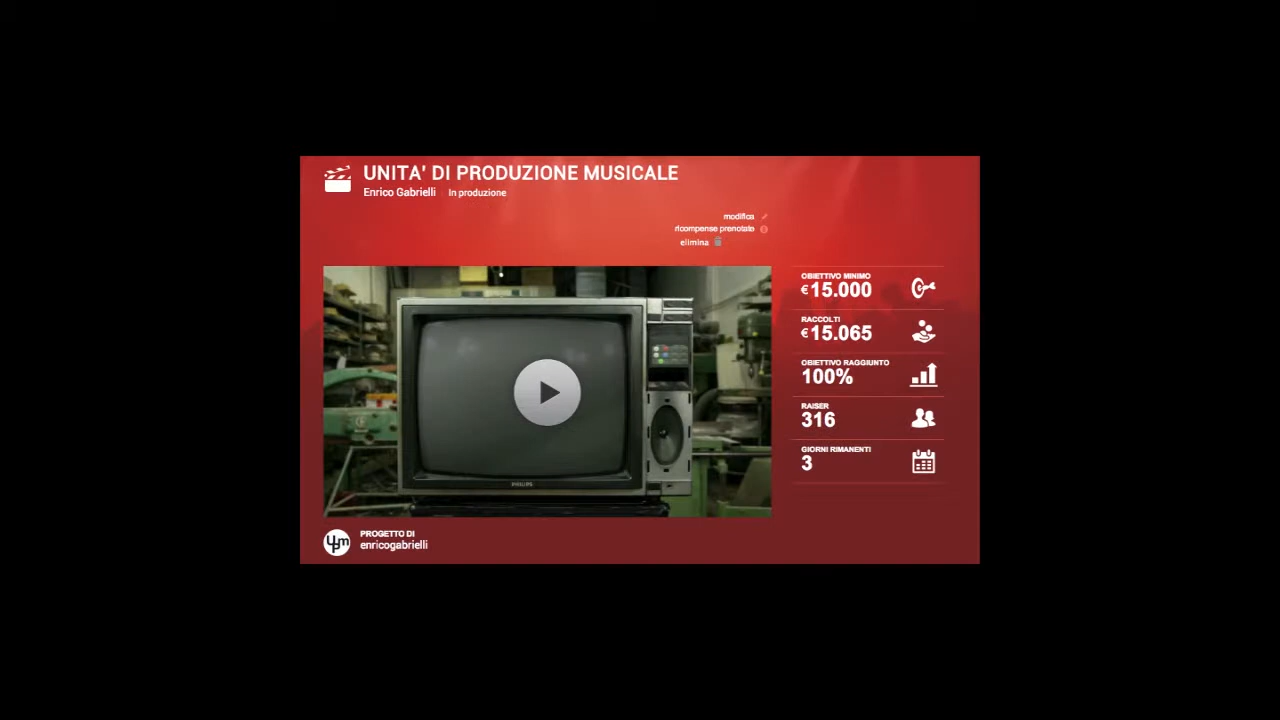 UNITA' DI PRODUZIONE MUSICALE
Enrico Gabrielli · In produzione
modifica
ricompense prenotate
elimina
OBIETTIVO MINIMO
€15.000
RACCOLTI
€15.065
OBIETTIVO RAGGIUNTO
100%
RAISER
316
GIORNI RIMANENTI
3
PHILIPS
upm
PROGETTO DI
enricogabrielli